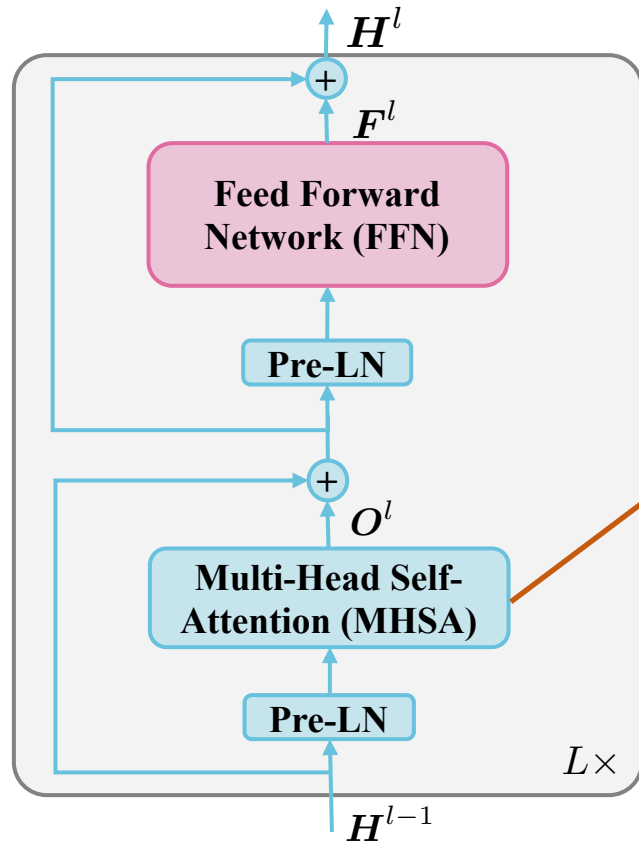 H^l
+
F^l
Feed Forward
Network (FFN)
Pre-LN
+
O^l
Multi-Head Self-
Attention (MHSA)
Pre-LN
L×
H^{l−1}